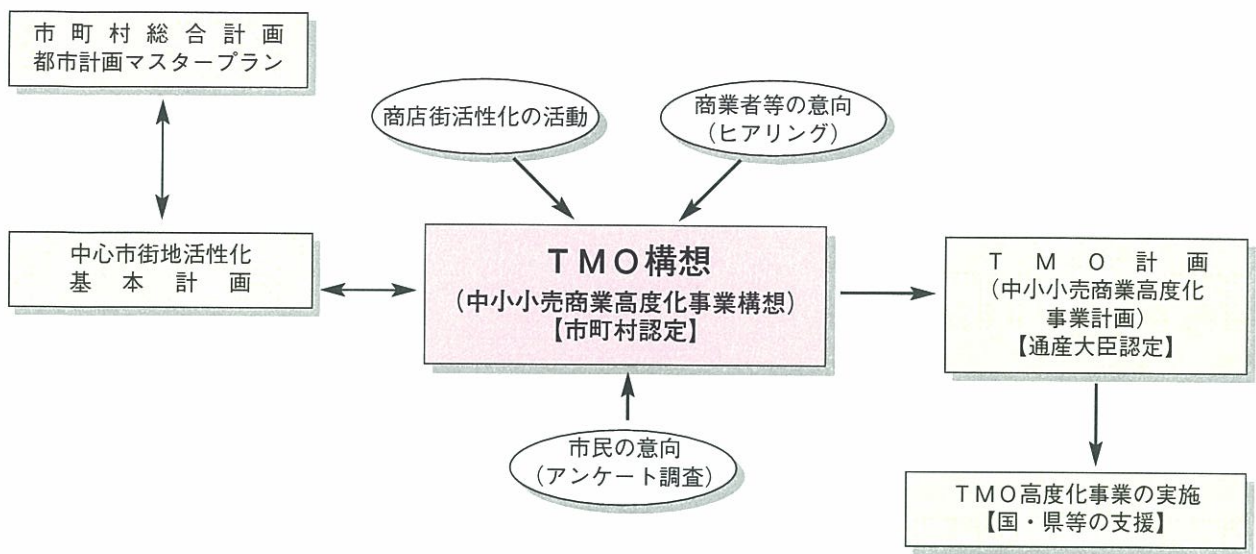 市町村総合計画
都市計画マスタープラン
商店街活性化の活動
商業者等の意向
(ヒアリング)
中心市街地活性化
基本計画
TMO構想
(中小小売商業高度化事業構想)
【市町村認定】
TMO計画
(中小小売商業高度化
事業計画)
【通産大臣認定】
市民の意向
(アンケート調査)
TMO高度化事業の実施
【国・県等の支援】